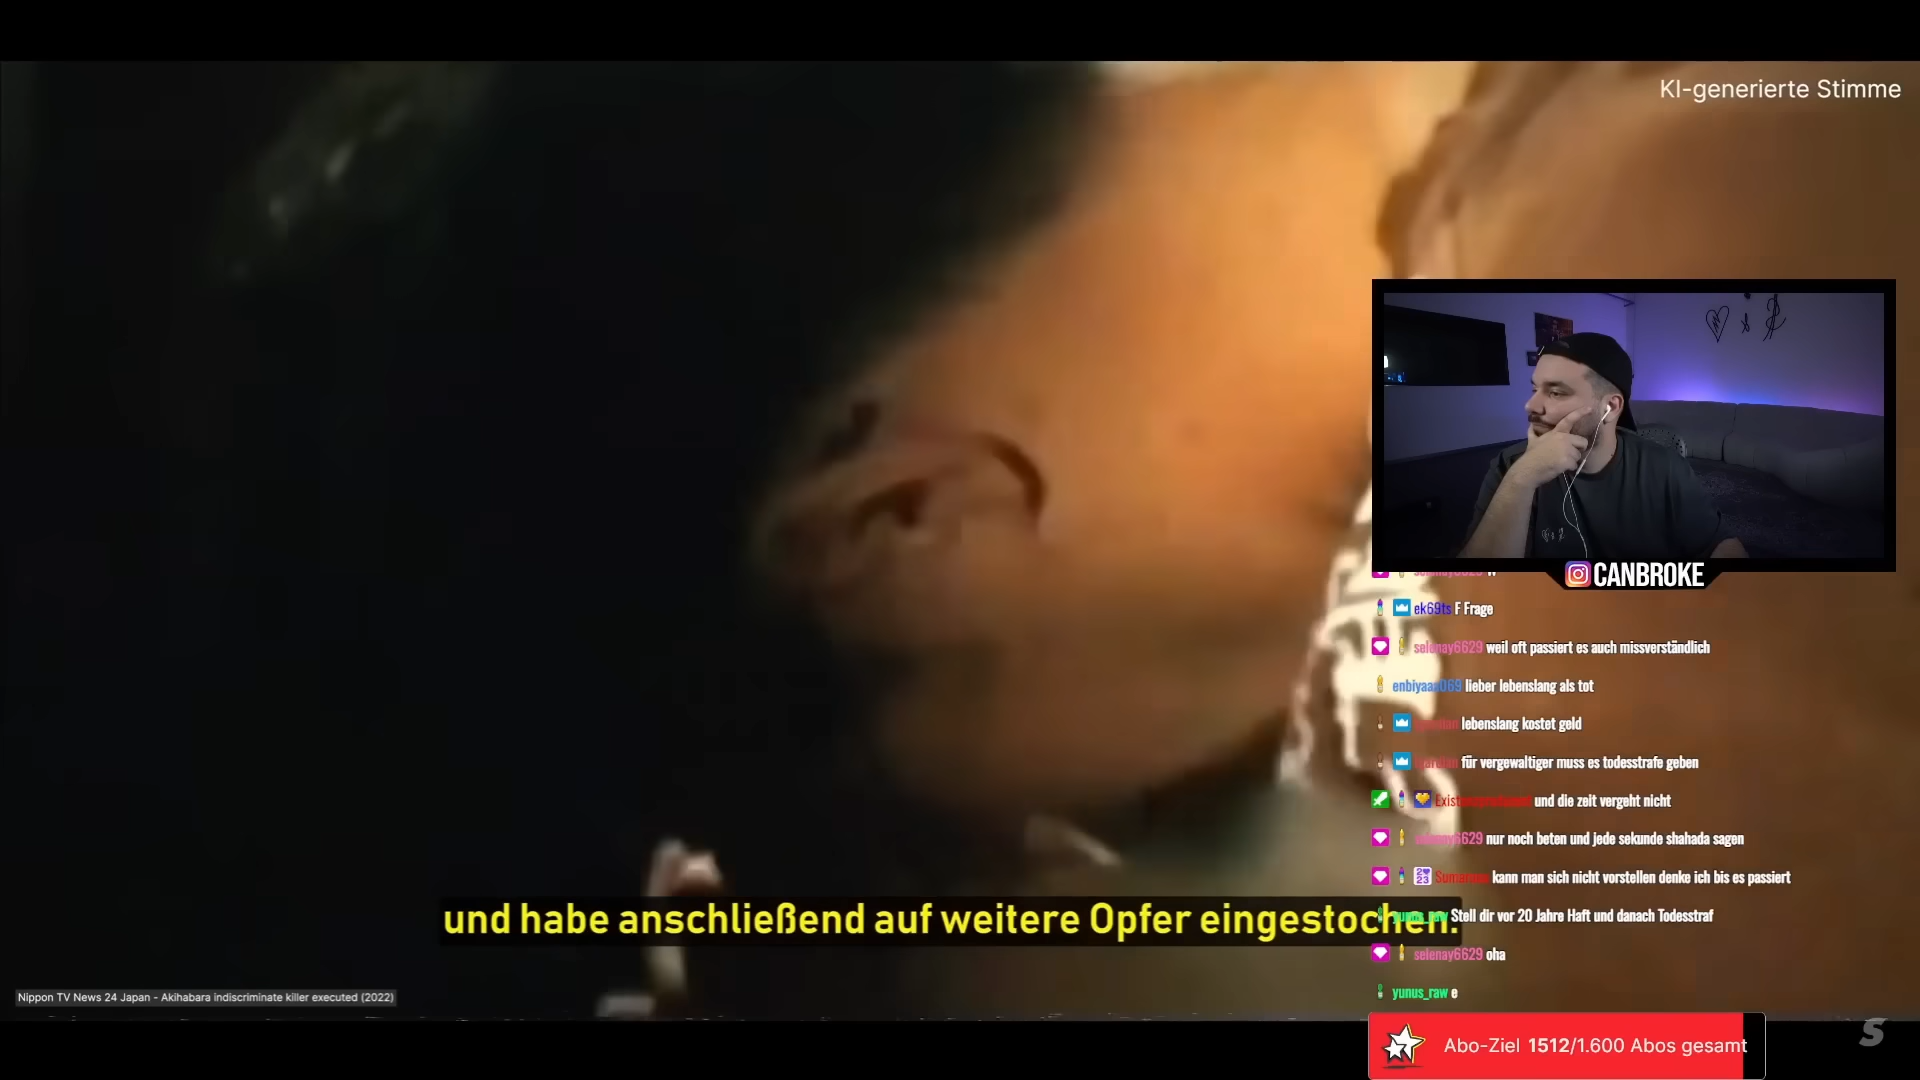 KI-generierte Stimme
CANBROKE
ek69ts F Frage
selenay6629 weil oft passiert es auch missverständlich
lieber lebenslang als tot
lebenslang kostet geld
für vergewaltiger muss es todesstrafe geben
und die zeit vergeht nicht
selenay6629 nur noch beten und jede sekunde shahada sagen
kann man sich nicht vorstellen denke ich bis es passiert
und habe anschließend auf weitere Opfer eingestochen.
yunus_raw Stell dir vor 20 Jahre Haft und danach Todesstraf
selenay6629 oha
yunus_raw e
Nippon TV News 24 Japan - Akihabara indiscriminate killer executed (2022)
Abo-Ziel 1512/1.600 Abos gesamt
S